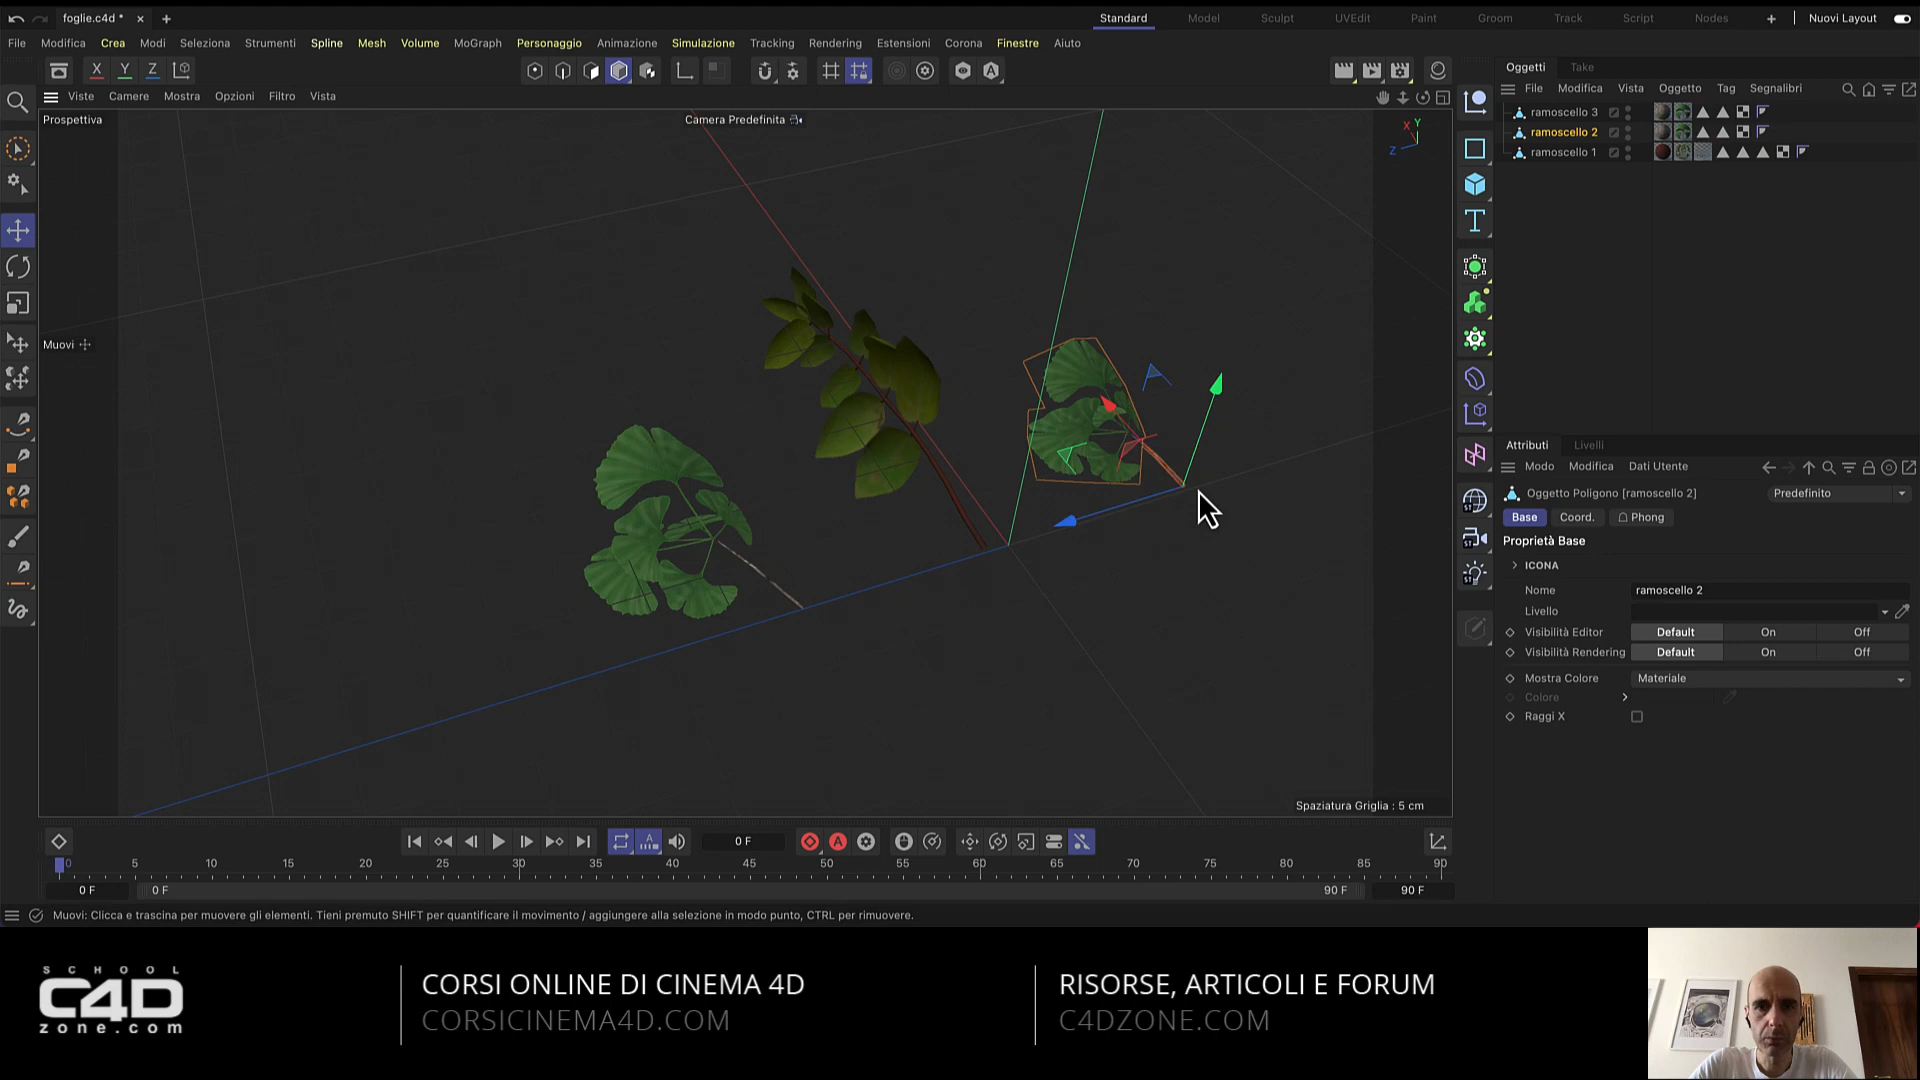 foglie.c4d *
Standard
Model
Sculpt
UVEdit
Paint
Groom
Track
Script
Nodes
Nuovi Layout
File
Modifica
Crea
Modi
Seleziona
Strumenti
Spline
Mesh
Volume
MoGraph
Personaggio
Animazione
Simulazione
Tracking
Rendering
Estensioni
Corona
Finestre
Aiuto
X
Y
Z
Viste
Camere
Mostra
Opzioni
Filtro
Vista
Prospettiva
Camera Predefinita
X
Y
Z
Muovi
Spaziatura Griglia : 5 cm
Oggetti
Take
File
Modifica
Vista
Oggetto
Tag
Segnalibri
ramoscello 3
ramoscello 2
ramoscello 1
Attributi
Livelli
Modo
Modifica
Dati Utente
Oggetto Poligono [ramoscello 2]
Predefinito
Base
Coord.
Phong
Proprietà Base
ICONA
Nome
ramoscello 2
Livello
Visibilità Editor
Default
On
Off
Visibilità Rendering
Default
On
Off
Mostra Colore
Materiale
Colore
Raggi X
0 F
0 5 10 15 20 25 30 35 40 45 50 55 60 65 70 75 80 85 90
0 F
0 F
90 F
90 F
Muovi: Clicca e trascina per muovere gli elementi. Tieni premuto SHIFT per quantificare il movimento / aggiungere alla selezione in modo punto, CTRL per rimuovere.
SCHOOL
C4D
zone.com
CORSI ONLINE DI CINEMA 4D
CORSICINEMA4D.COM
RISORSE, ARTICOLI E FORUM
C4DZONE.COM